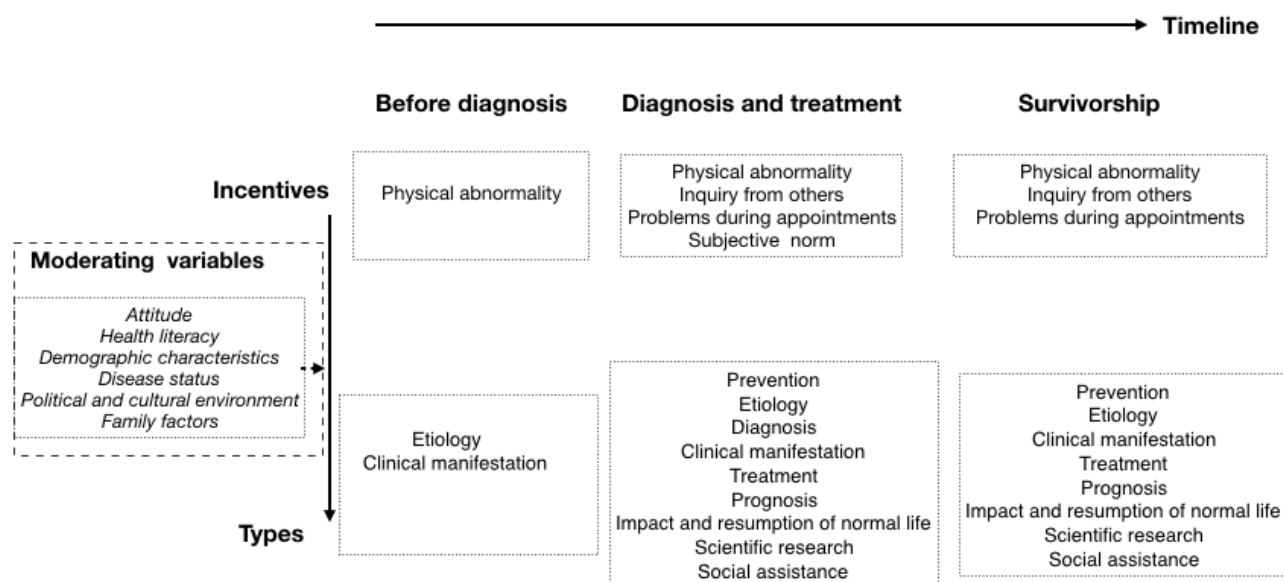 Timeline
Before diagnosis
Diagnosis and treatment
Survivorship
Incentives
Physical abnormality
Physical abnormality
Inquiry from others
Problems during appointments
Subjective norm
Physical abnormality
Inquiry from others
Problems during appointments
Moderating variables
Attitude
Health literacy
Demographic characteristics
Disease status
Political and cultural environment
Family factors
Types
Etiology
Clinical manifestation
Prevention
Etiology
Diagnosis
Clinical manifestation
Treatment
Prognosis
Impact and resumption of normal life
Scientific research
Social assistance
Prevention
Etiology
Clinical manifestation
Treatment
Prognosis
Impact and resumption of normal life
Scientific research
Social assistance